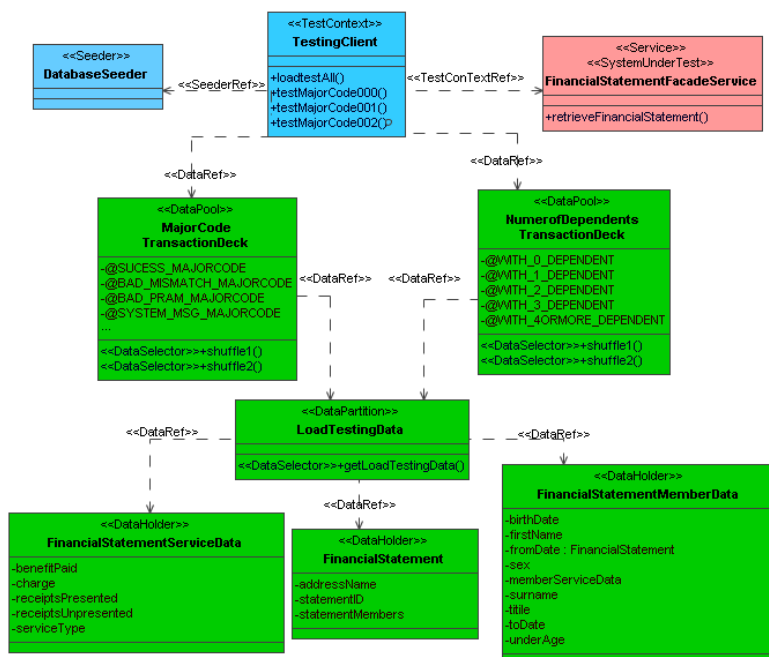 <<TestContext>>
TestingClient
+loadtestAll()
+testMajorCode000()
+testMajorCode001()
+testMajorCode002()
<<Seeder>>
DatabaseSeeder
<<SeederRef>>
<<TestConTextRef>>
<<Service>>
<<SystemUnderTest>>
FinancialStatementFacadeService
+retrieveFinancialStatement()
<<DataRef>>
<<DataRef>>
<<DataPool>>
MajorCode
TransactionDeck
-@SUCESS_MAJORCODE
-@BAD_MISMATCH_MAJORCODE
-@BAD_PRAM_MAJORCODE
-@SYSTEM_MSG_MAJORCODE
...
<<DataSelector>>+shuffle1()
<<DataSelector>>+shuffle2()
<<DataRef>>
<<DataRef>>
<<DataPool>>
NumerofDependents
TransactionDeck
-@WITH_0_DEPENDENT
-@WITH_1_DEPENDENT
-@WITH_2_DEPENDENT
-@WITH_3_DEPENDENT
-@WITH_4ORMORE_DEPENDENT
<<DataSelector>>+shuffle1()
<<DataSelector>>+shuffle2()
<<DataPartition>>
LoadTestingData
<<DataSelector>>+getLoadTestingData()
<<DataRef>>
<<DataRef>>
<<DataRef>>
<<DataHolder>>
FinancialStatementServiceData
-benefitPaid
-charge
-receiptsPresented
-receiptsUnpresented
-serviceType
<<DataHolder>>
FinancialStatement
-addressName
-statementID
-statementMembers
<<DataHolder>>
FinancialStatementMemberData
-birthDate
-firstName
-fromDate : FinancialStatement
-sex
-memberServiceData
-surname
-titile
-toDate
-underAge